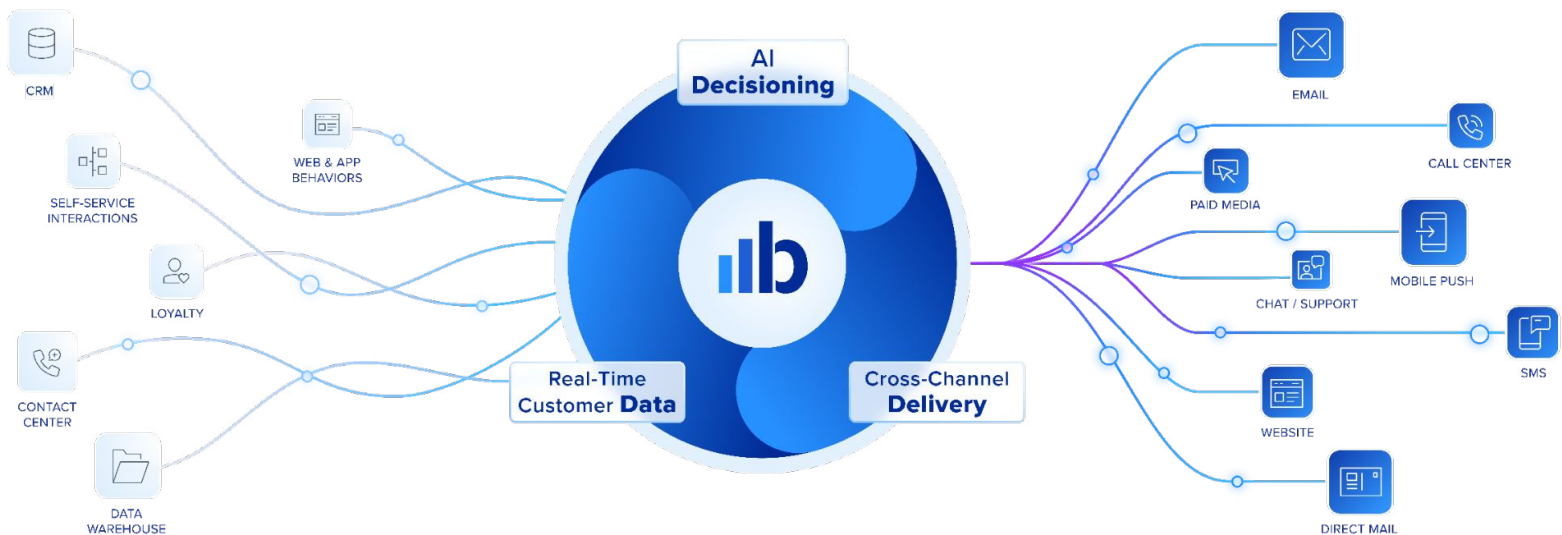 CRM
SELF-SERVICE
INTERACTIONS
WEB & APP
BEHAVIORS
LOYALTY
CONTACT
CENTER
DATA
WAREHOUSE
AI
Decisioning
b
Real-Time
Customer Data
Cross-Channel
Delivery
EMAIL
CALL CENTER
PAID MEDIA
MOBILE PUSH
CHAT / SUPPORT
SMS
WEBSITE
DIRECT MAIL